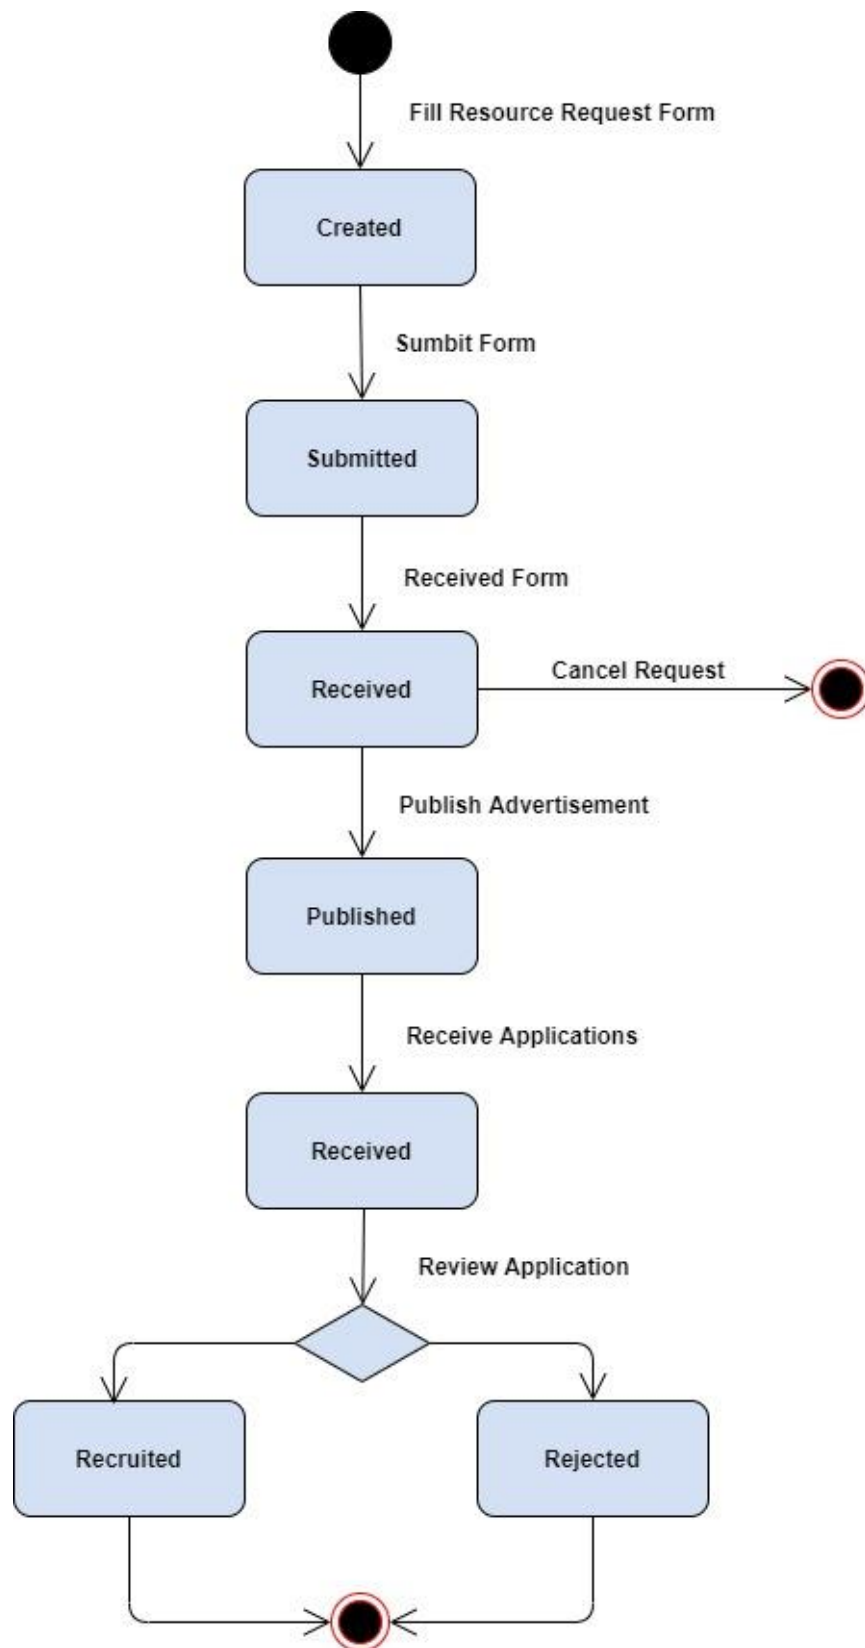 Fill Resource Request Form
Created
Sumbit Form
Submitted
Received Form
Received
Cancel Request
Publish Advertisement
Published
Receive Applications
Received
Review Application
Recruited
Rejected